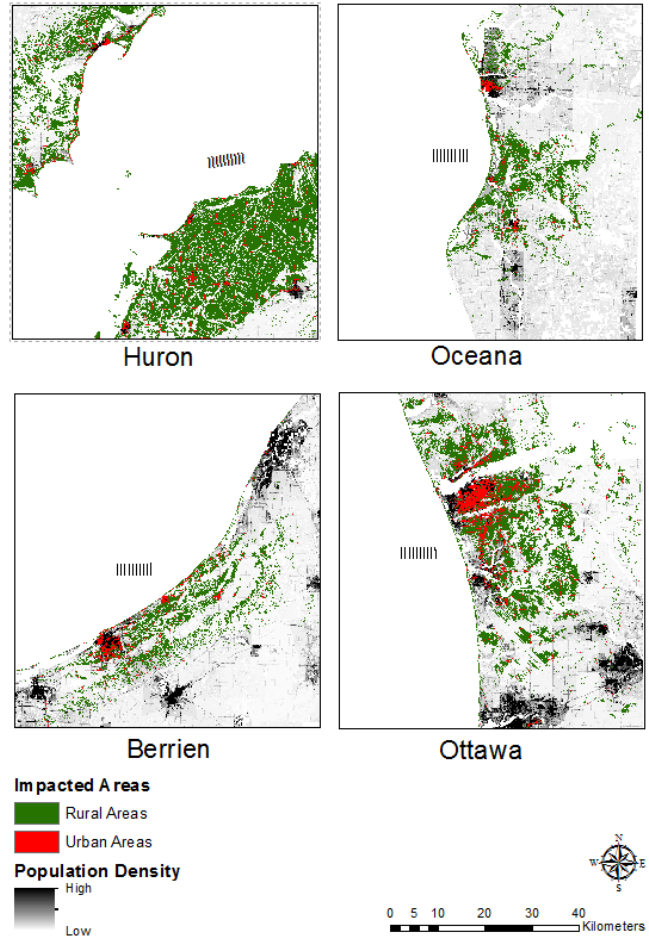 Huron
Oceana
Berrien
Ottawa
Impacted Areas
Rural Areas
Urban Areas
Population Density
High
Low
N
W E
S
0 5 10 20 30 40
Kilometers